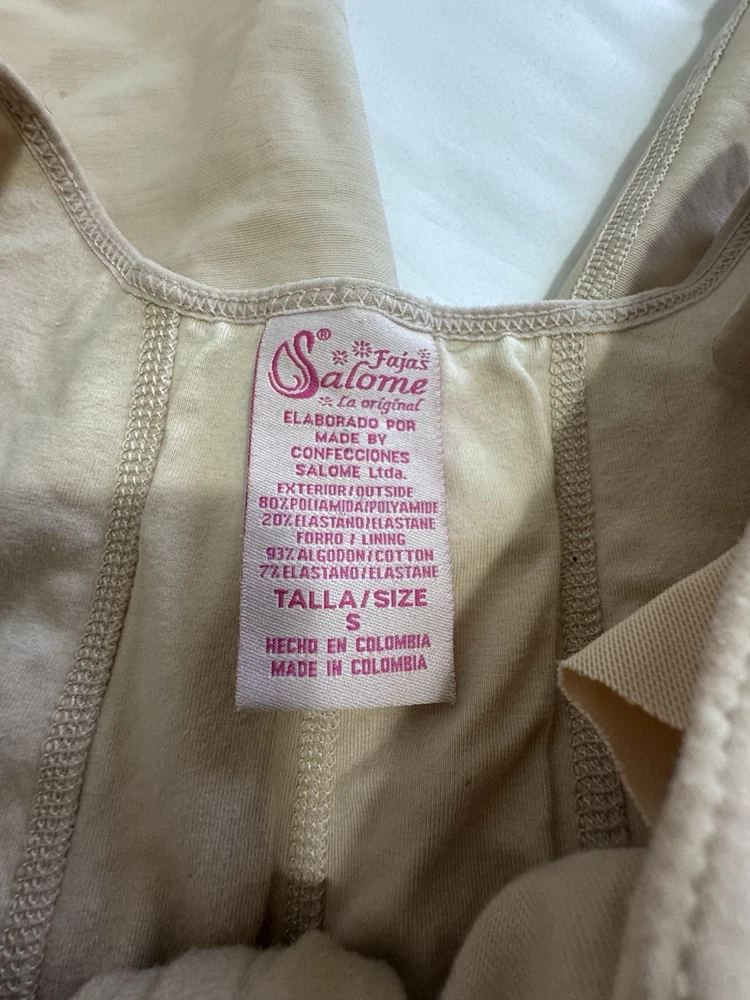 ®
Fajas
Salome
La original
ELABORADO POR
MADE BY
CONFECCIONES
SALOME Ltda.
EXTERIOR/OUTSIDE
80% POLIAMIDA/POLYAMIDE
20% ELASTANO/ELASTANE
FORRO / LINING
93% ALGODON/COTTON
7% ELASTANO/ELASTANE
TALLA/SIZE
S
HECHO EN COLOMBIA
MADE IN COLOMBIA